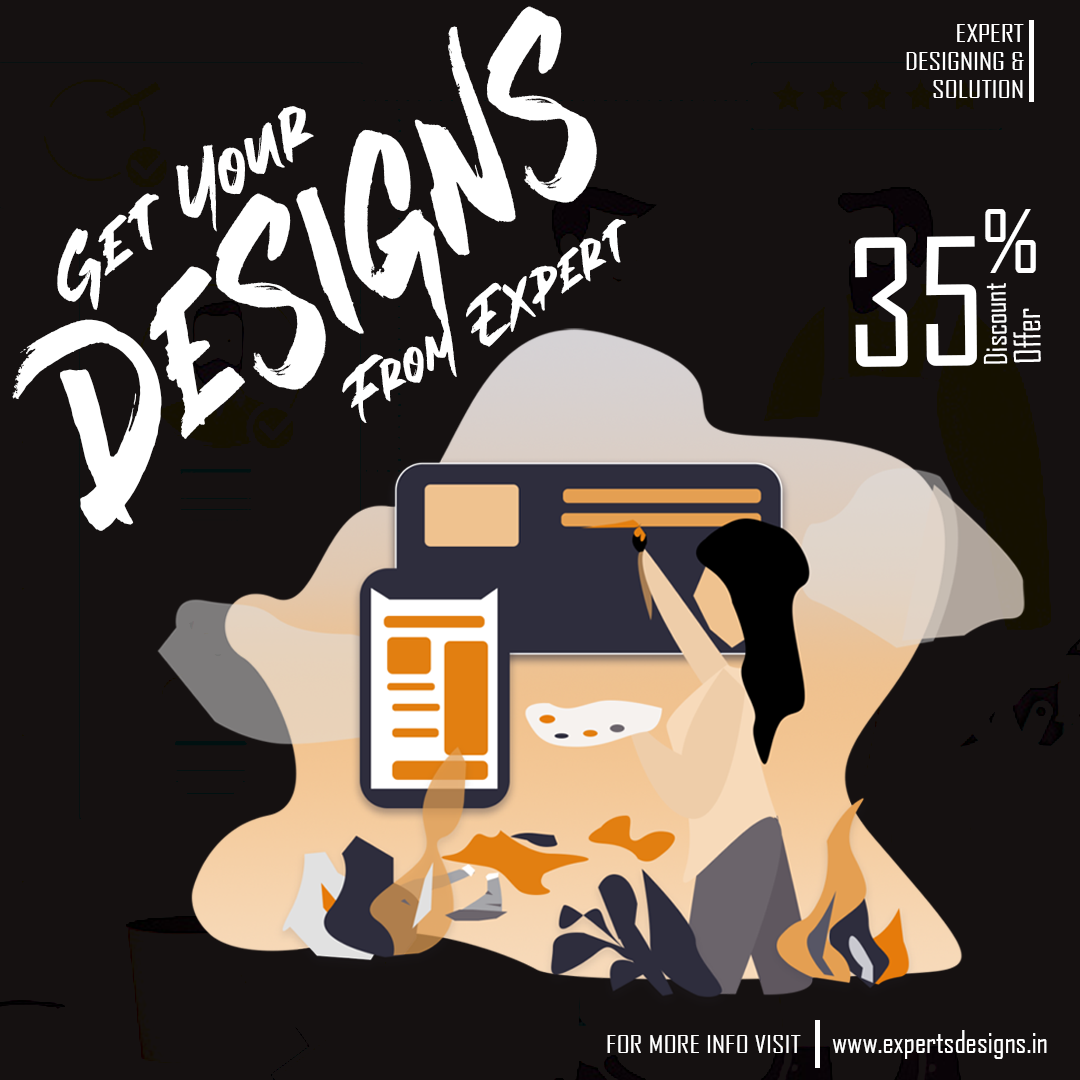 GET YOUR
DESIGNS
FROM EXPERT
EXPERT
DESIGNING &
SOLUTION
35%
Discount
Offer
FOR MORE INFO VISIT | www.expertsdesigns.in